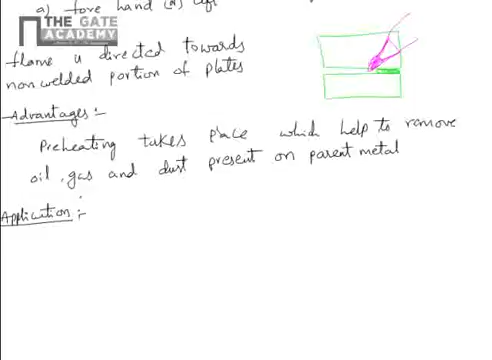 a) fore hand (or) left
THE GATE
ACADEMY
flame is directed towards
non welded portion of plates
Advantages :-
Preheating takes place which help to remove
oil, gas and dust present on parent metal
Application :-